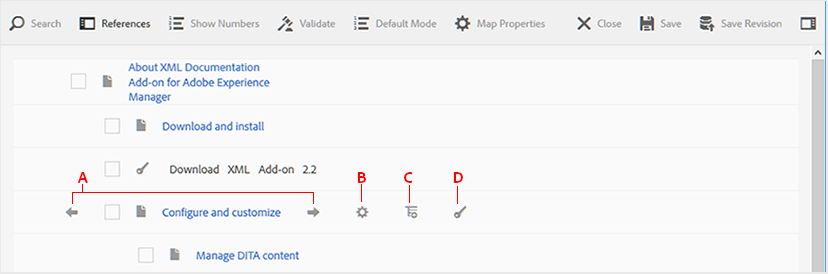 Search References Show Numbers Validate Default Mode Map Properties Close Save Save Revision
About XML Documentation
Add-on for Adobe Experience
Manager
Download and install
Download XML Add-on 2.2
A B C D
Configure and customize
Manage DITA content